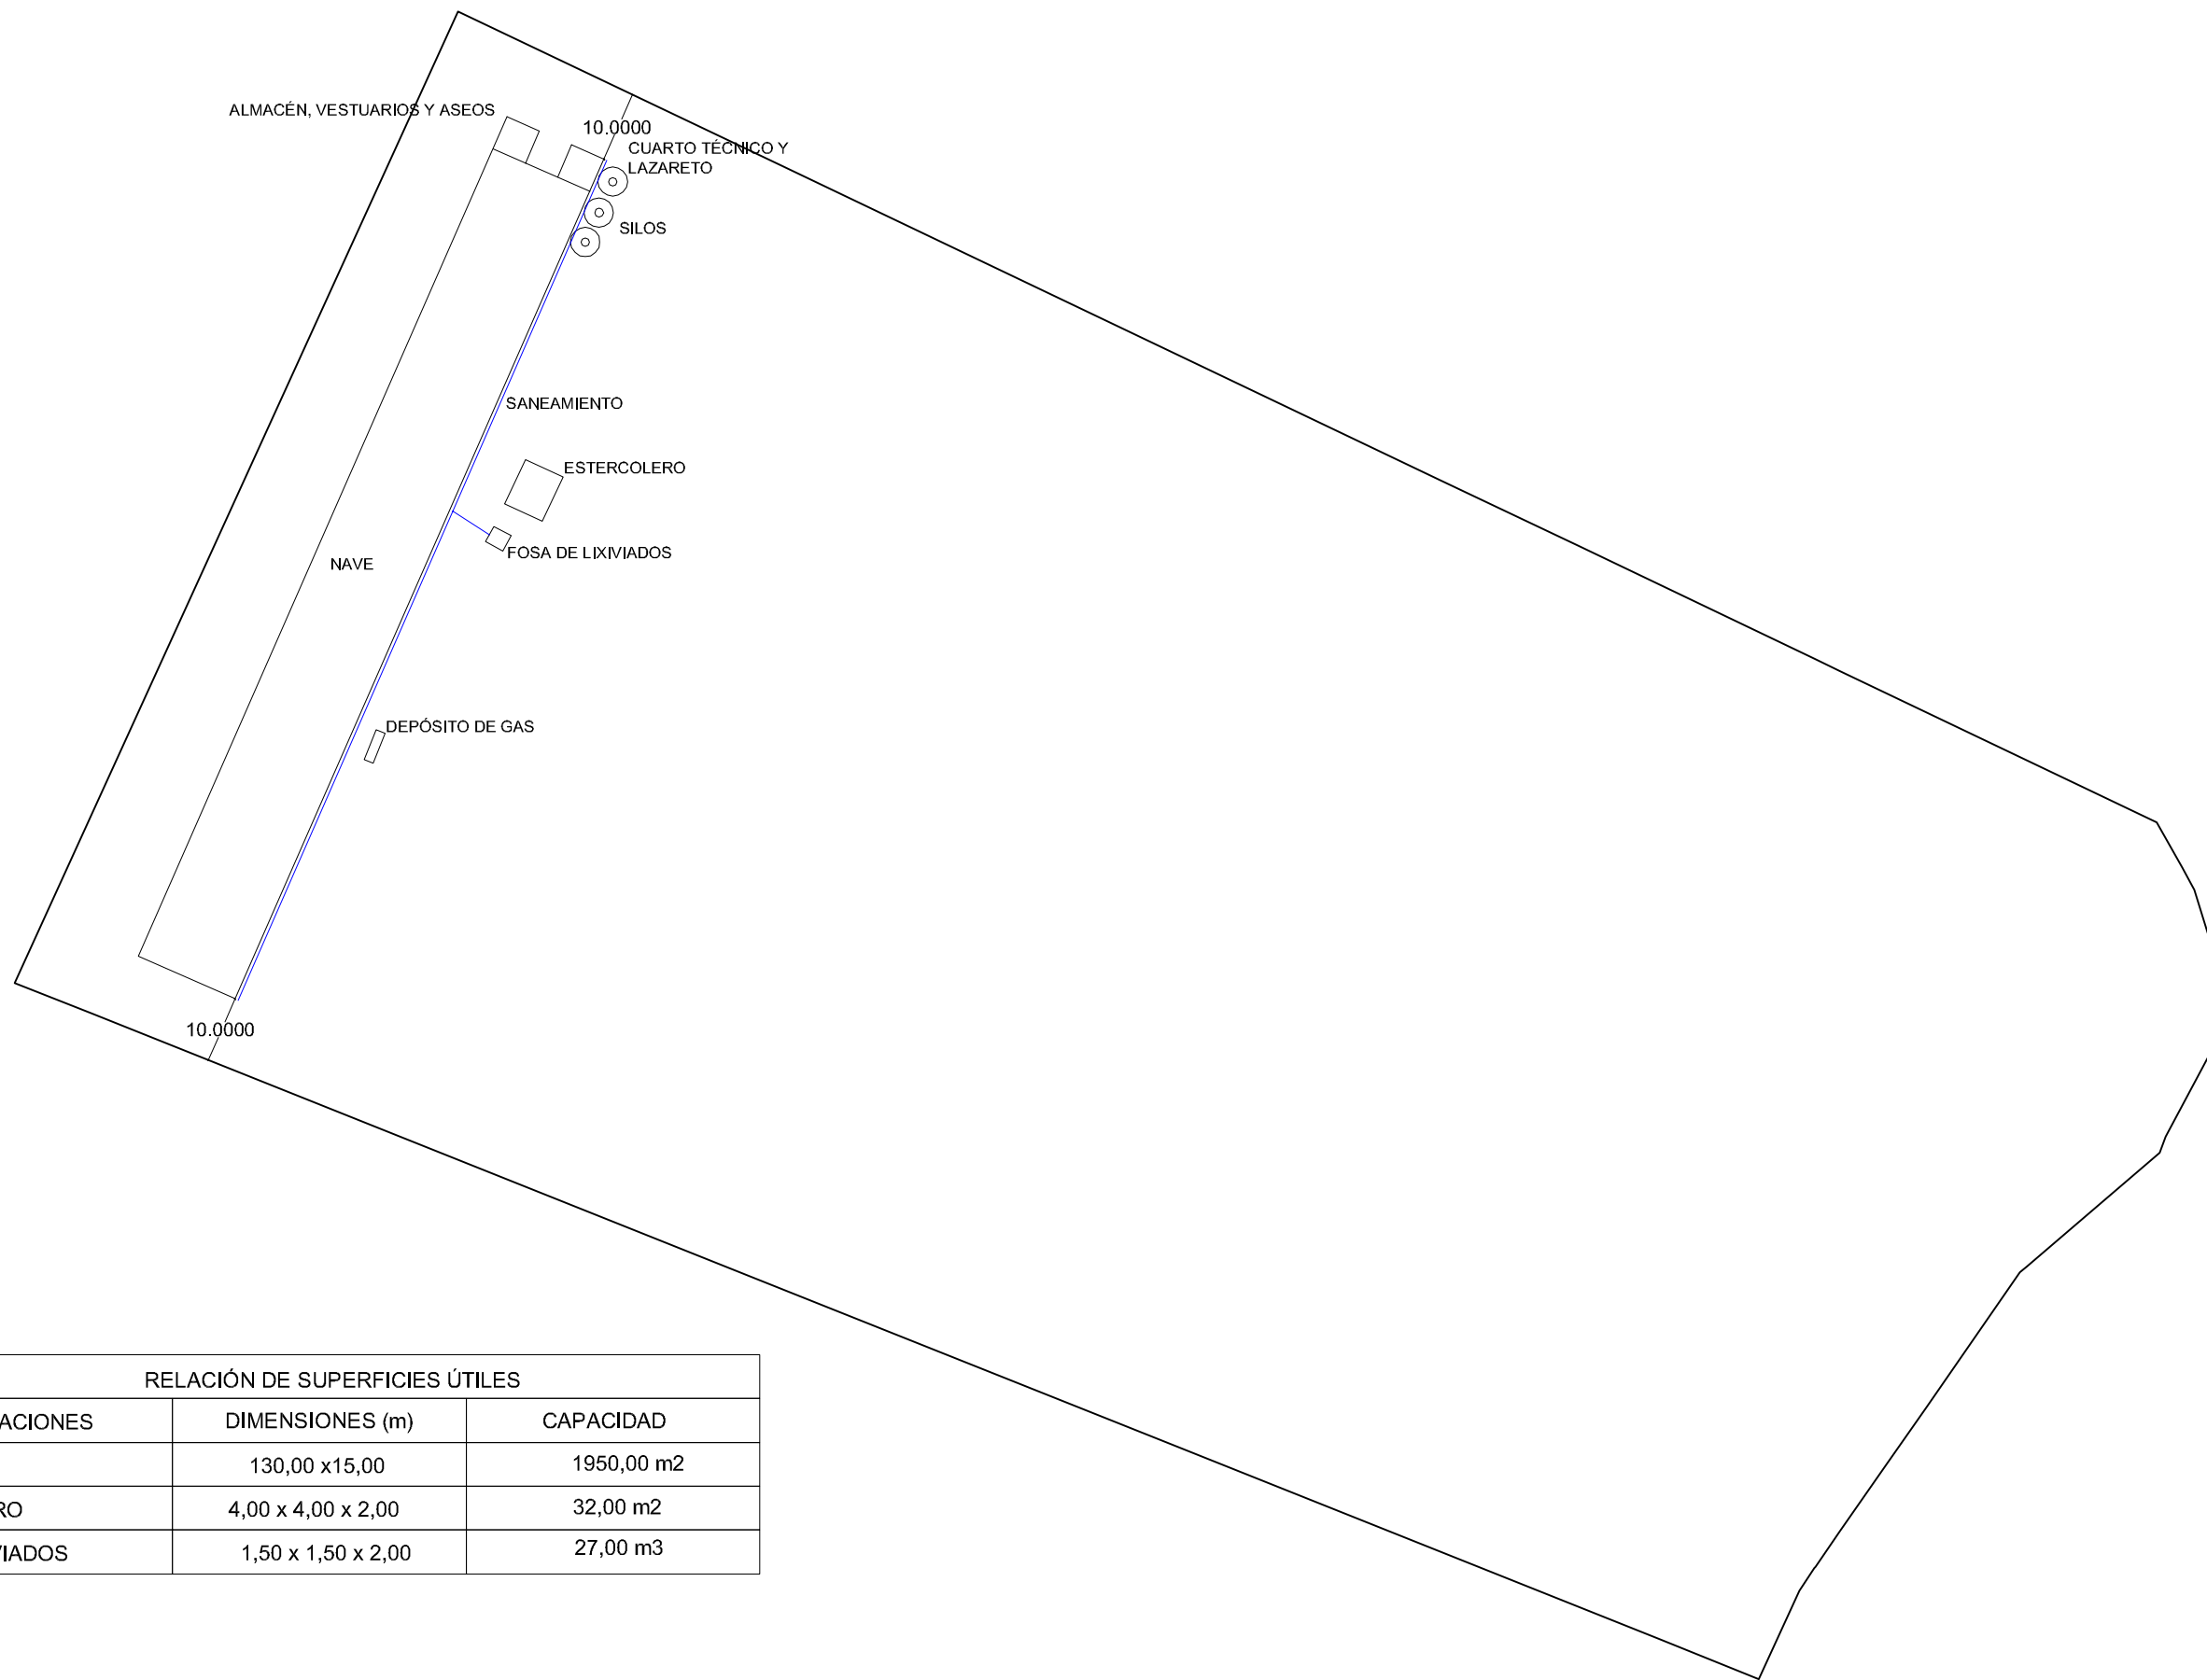 ALMACÉN, VESTUARIOS Y ASEOS
10.0000
CUARTO TÉCNICO Y
LAZARETO
SILOS
SANEAMIENTO
ESTERCOLERO
FOSA DE LIXIVIADOS
NAVE
DEPÓSITO DE GAS
10.0000
RELACIÓN DE SUPERFICIES ÚTILES
ACIONES DIMENSIONES (m) CAPACIDAD
130,00 x15,00 1950,00 m2
RO 4,00 x 4,00 x 2,00 32,00 m2
VIADOS 1,50 x 1,50 x 2,00 27,00 m3